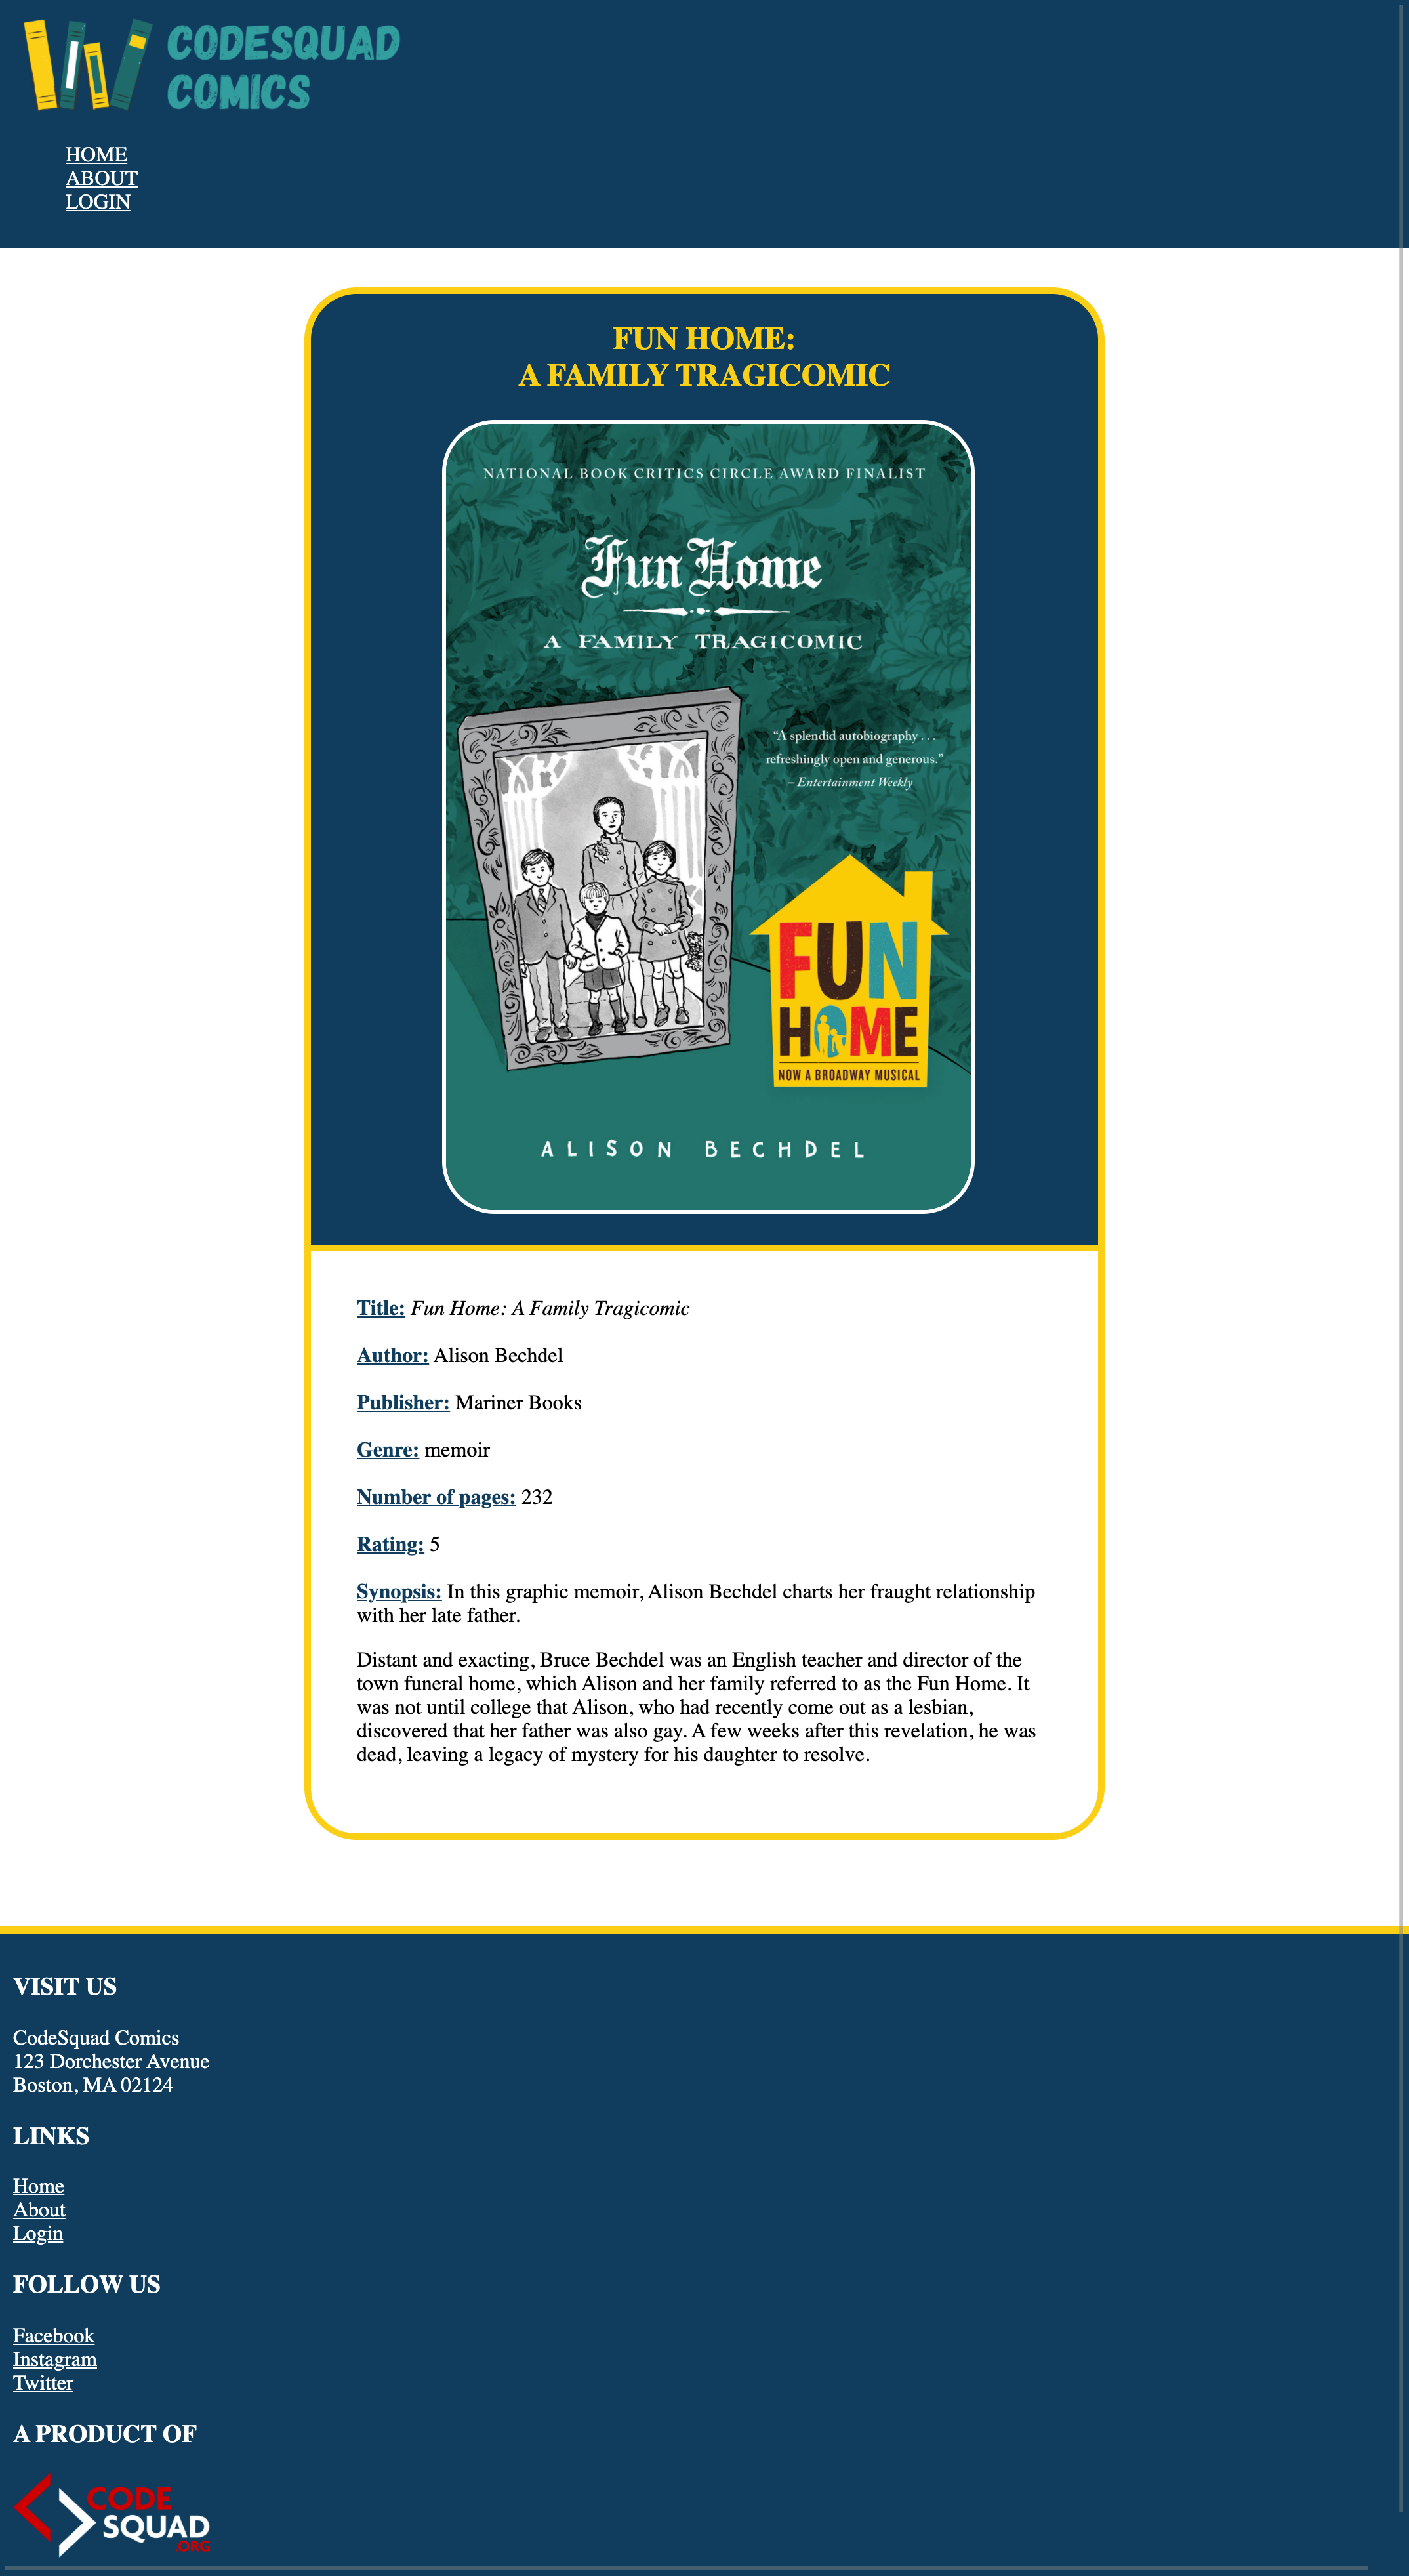 CODESQUAD
COMICS
HOME
ABOUT
LOGIN
FUN HOME:
A FAMILY TRAGICOMIC
NATIONAL BOOK CRITICS CIRCLE AWARD FINALIST
Fun Home
A FAMILY TRAGICOMIC
“A splendid autobiography . . .
refreshingly open and generous.”
– Entertainment Weekly
FUN
HOME
NOW A BROADWAY MUSICAL
ALISON BECHDEL
Title: Fun Home: A Family Tragicomic
Author: Alison Bechdel
Publisher: Mariner Books
Genre: memoir
Number of pages: 232
Rating: 5
Synopsis: In this graphic memoir, Alison Bechdel charts her fraught relationship
with her late father.
Distant and exacting, Bruce Bechdel was an English teacher and director of the
town funeral home, which Alison and her family referred to as the Fun Home. It
was not until college that Alison, who had recently come out as a lesbian,
discovered that her father was also gay. A few weeks after this revelation, he was
dead, leaving a legacy of mystery for his daughter to resolve.
VISIT US
CodeSquad Comics
123 Dorchester Avenue
Boston, MA 02124
LINKS
Home
About
Login
FOLLOW US
Facebook
Instagram
Twitter
A PRODUCT OF
CODE
SQUAD
.ORG